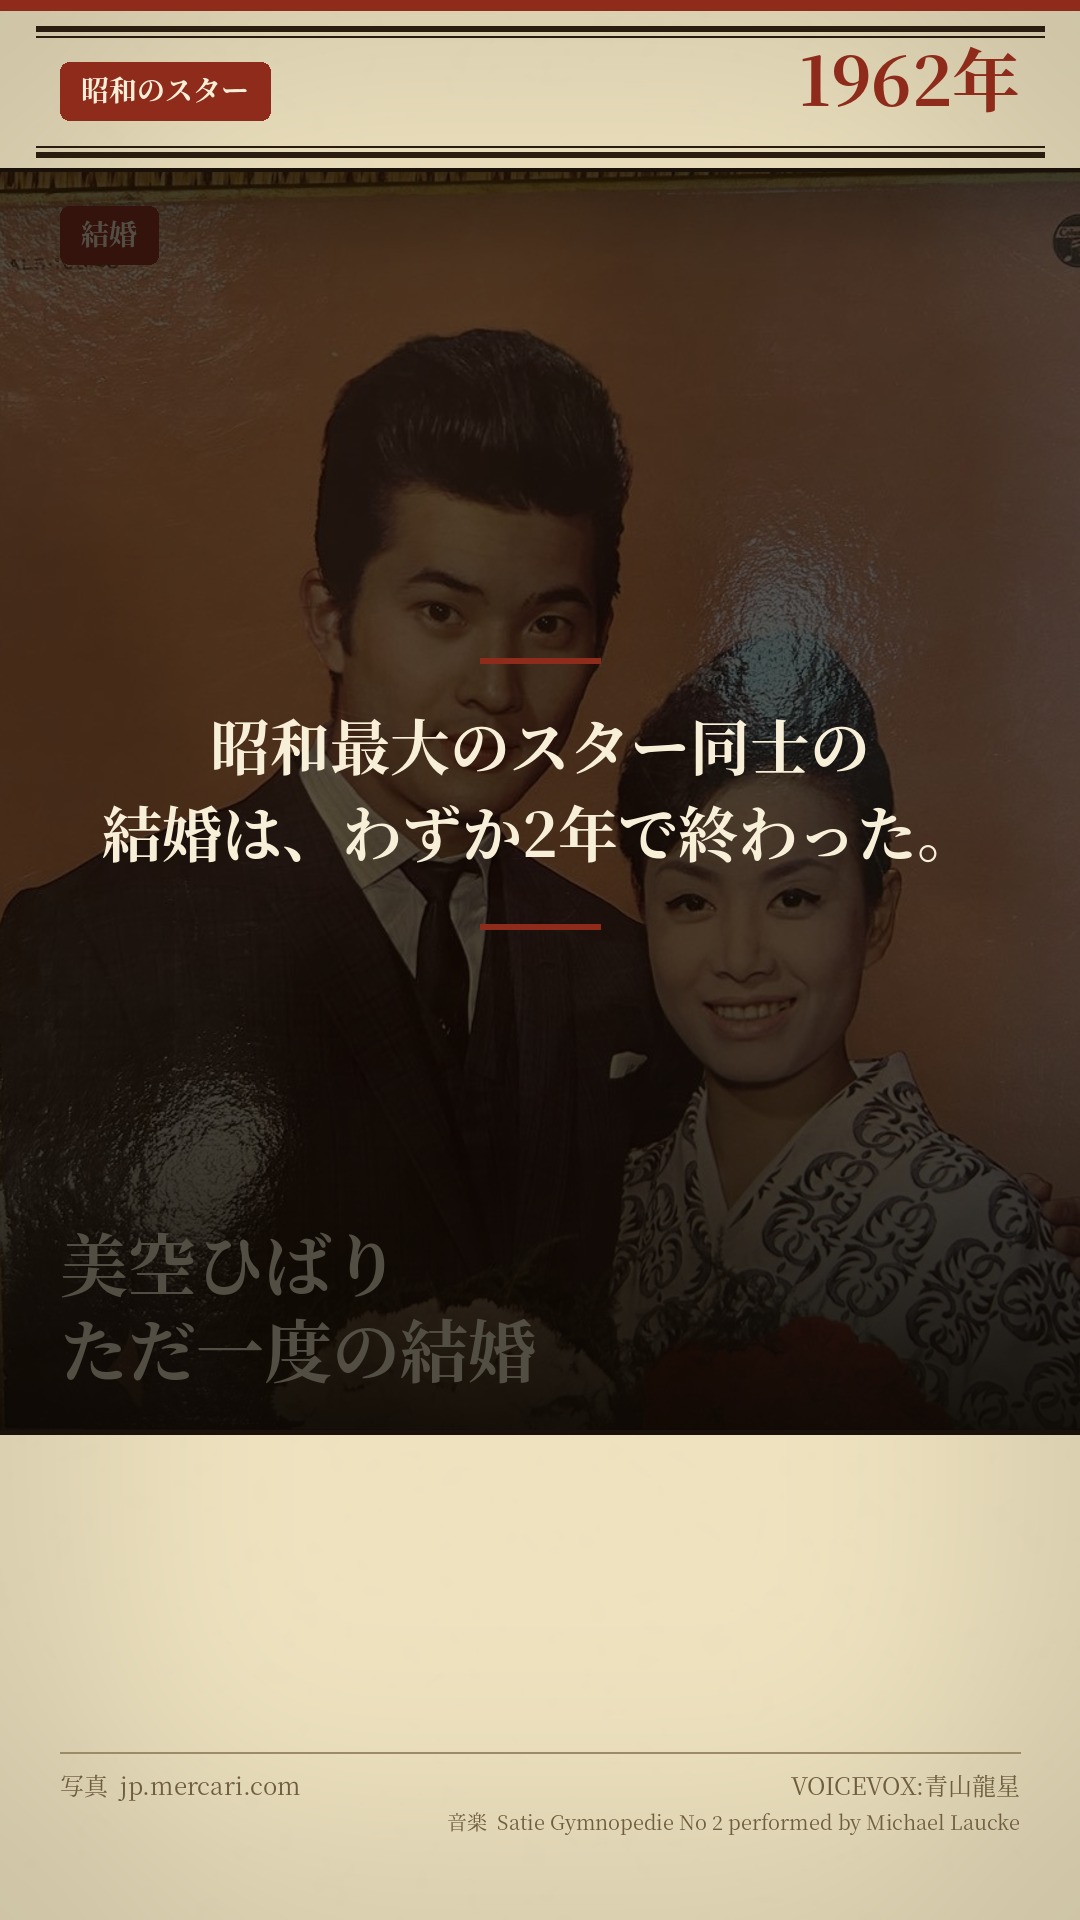 昭和のスター
1962年
結婚
昭和最大のスター同士の
結婚は、わずか2年で終わった。
美空ひばり
ただ一度の結婚
写真 jp.mercari.com
VOICEVOX:青山龍星
音楽 Satie Gymnopedie No 2 performed by Michael Laucke